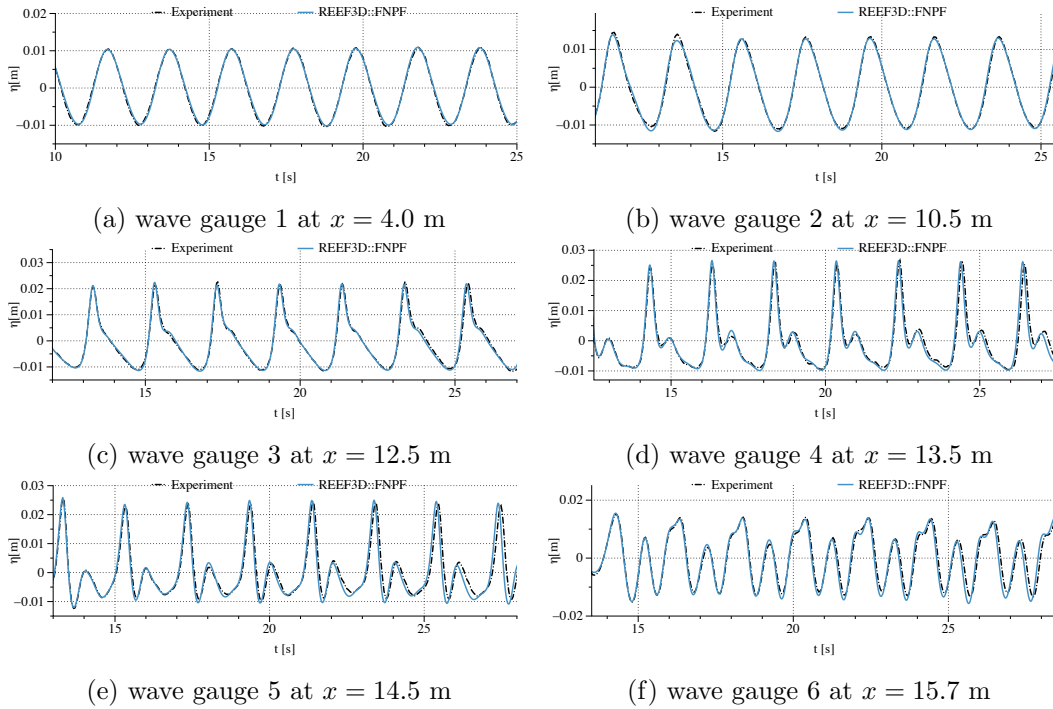 Experiment REEF3D::FNPF
0.02
0.01
0
−0.01
η[m]
10 15 20 25
t [s]
(a) wave gauge 1 at x = 4.0 m
Experiment REEF3D::FNPF
0.01
0
−0.01
η[m]
15 20 25
t [s]
(b) wave gauge 2 at x = 10.5 m
Experiment REEF3D::FNPF
0.03
0.02
0.01
0
−0.01
η[m]
15 20 25
t [s]
(c) wave gauge 3 at x = 12.5 m
Experiment REEF3D::FNPF
0.03
0.02
0.01
0
−0.01
η[m]
15 20 25
t [s]
(d) wave gauge 4 at x = 13.5 m
Experiment REEF3D::FNPF
0.03
0.02
0.01
0
−0.01
η[m]
15 20 25
t [s]
(e) wave gauge 5 at x = 14.5 m
Experiment REEF3D::FNPF
0.02
0
−0.02
η[m]
15 20 25
t [s]
(f) wave gauge 6 at x = 15.7 m